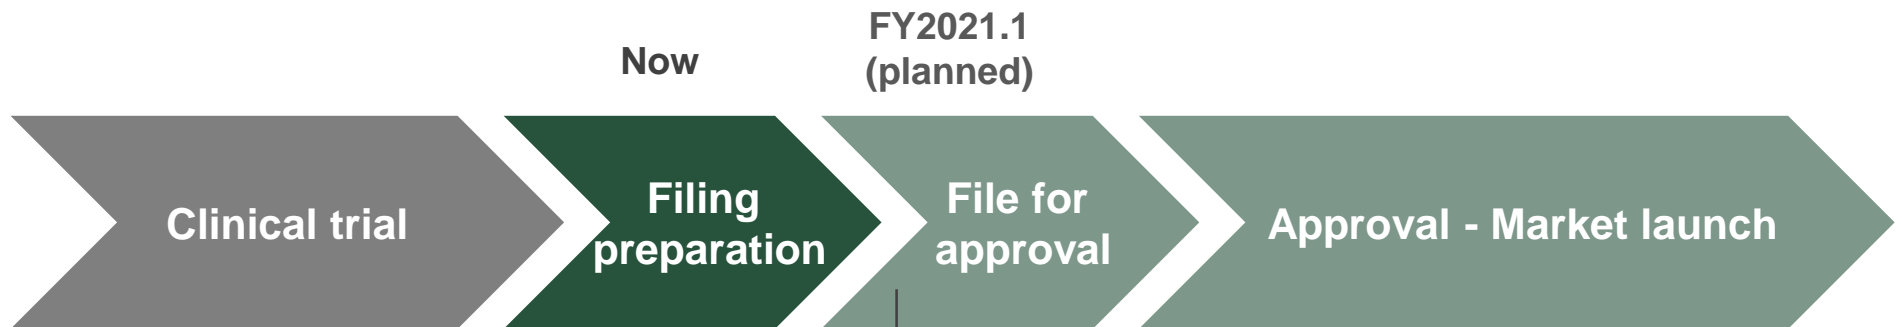 Now
FY2021.1
(planned)
Clinical trial
Filing
preparation
File for
approval
Approval - Market launch